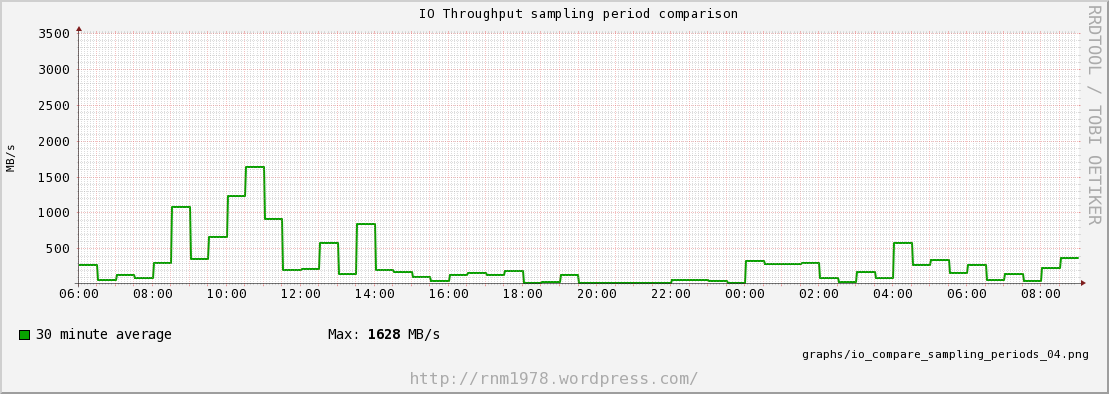 IO Throughput sampling period comparison
RRDTOOL / TOBI OETIKER
MB/s
3500
3000
2500
2000
1500
1000
500
06:00 08:00 10:00 12:00 14:00 16:00 18:00 20:00 22:00 00:00 02:00 04:00 06:00 08:00
30 minute average Max: 1628 MB/s
graphs/io_compare_sampling_periods_04.png
http://rnm1978.wordpress.com/